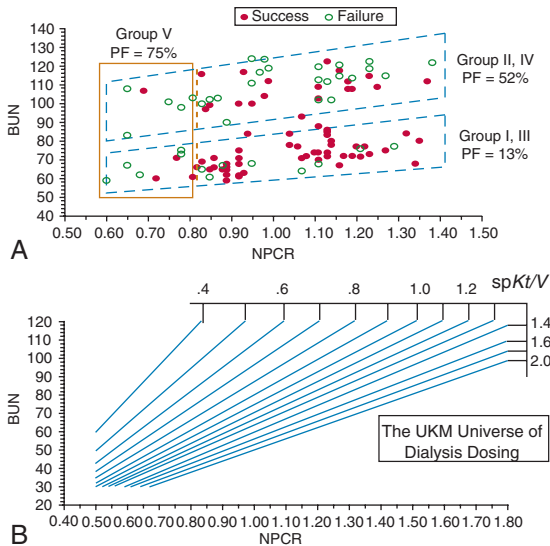 Success Failure
140
130
120
110
100
90
80
70
60
50
40
BUN
Group V
PF = 75%
Group II, IV
PF = 52%
Group I, III
PF = 13%
0.50 0.60 0.70 0.80 0.90 1.00 1.10 1.20 1.30 1.40 1.50
NPCR
A
spKt/V
.4 .6 .8 1.0 1.2
1.4
1.6
2.0
120
110
100
90
80
70
60
50
40
30
20
BUN
The UKM Universe of
Dialysis Dosing
0.40 0.50 0.60 0.70 0.80 0.90 1.00 1.10 1.20 1.30 1.40 1.50 1.60 1.70 1.80
NPCR
B